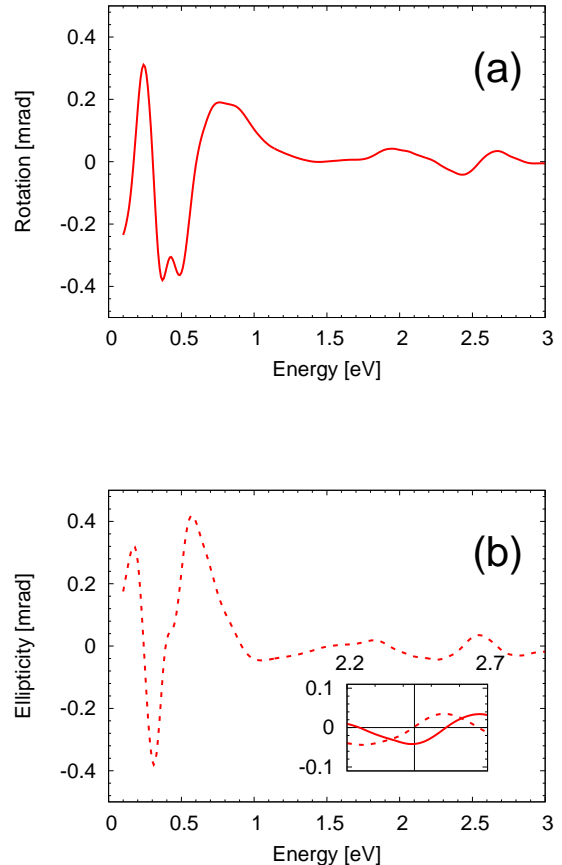 (a)
Rotation [mrad]
0.4
0.2
0
-0.2
-0.4
0 0.5 1 1.5 2 2.5 3
Energy [eV]
(b)
Ellipticity [mrad]
0.4
0.2
0
-0.2
-0.4
2.2 2.7
0.1
0
-0.1
0 0.5 1 1.5 2 2.5 3
Energy [eV]